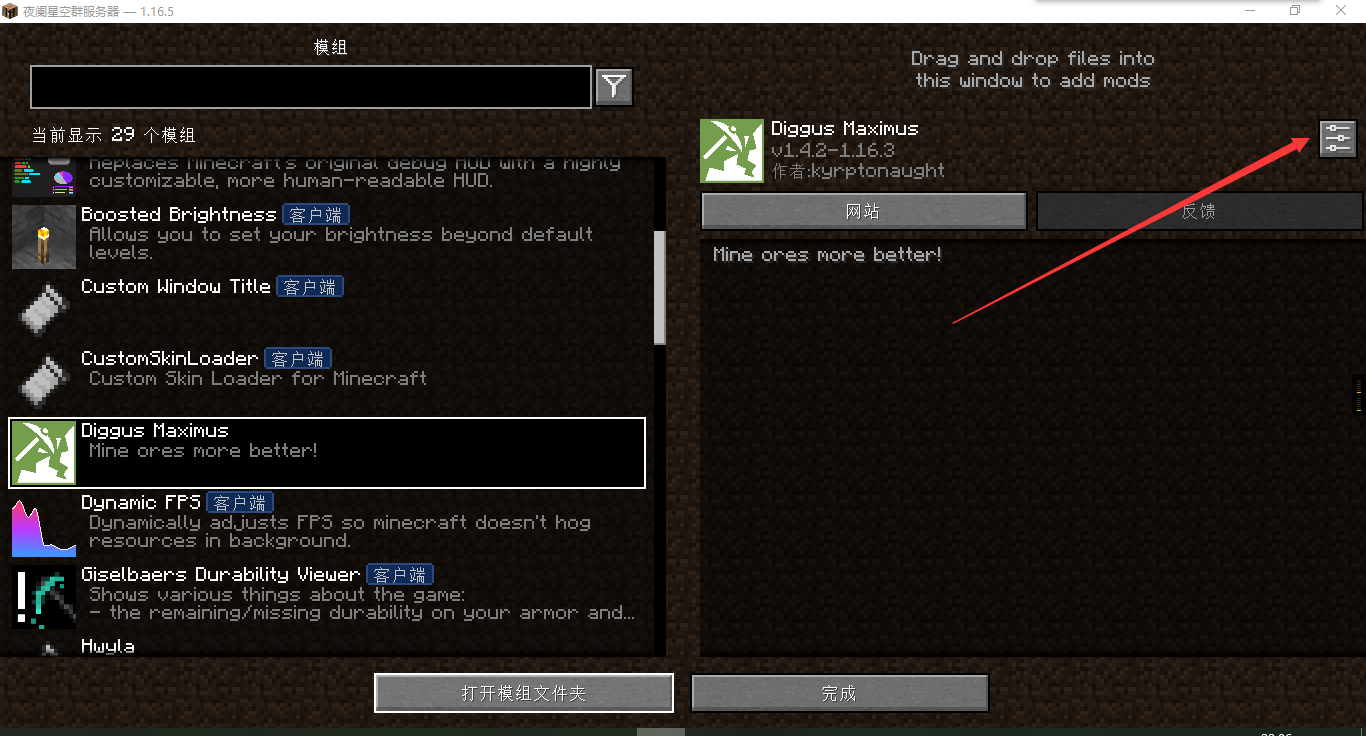 夜阑星空群服务器 — 1.16.5
模组
当前显示 29 个模组
Replaces Minecraft's original debug HUD with a highly
customizable, more human-readable HUD.
Boosted Brightness 客户端
Allows you to set your brightness beyond default
levels.
Custom Window Title 客户端
CustomSkinLoader 客户端
Custom Skin Loader for Minecraft
Diggus Maximus
Mine ores more better!
Dynamic FPS 客户端
Dynamically adjusts FPS so minecraft doesn't hog
resources in background.
Giselbaers Durability Viewer 客户端
Shows various things about the game:
- the remaining/missing durability on your armor and...
Hwyla
Drag and drop files into
this window to add mods
Diggus Maximus
v1.4.2-1.16.3
作者:kyrptonaught
网站
反馈
Mine ores more better!
打开模组文件夹
完成